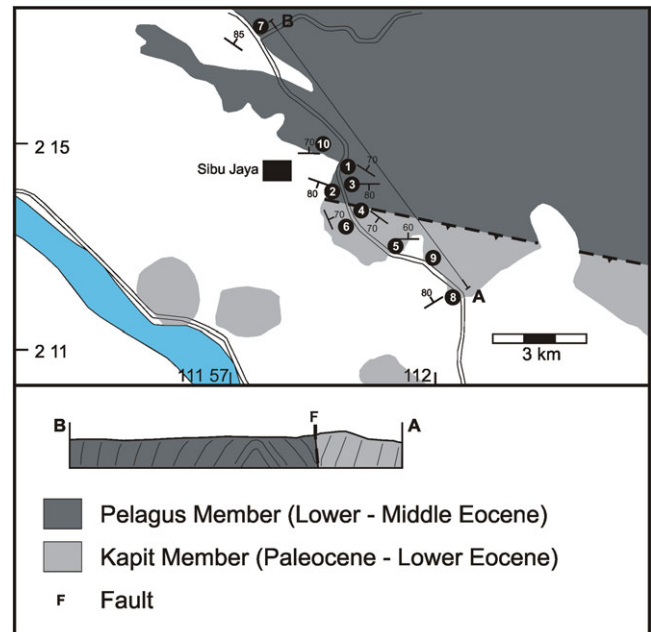 7 B
85
2 15
10
70
1
70
Sibu Jaya
3
80
2
80
4
70
70
6
60
5
9
80
8
A
3 km
2 11
111 57
112
B F A
Pelagus Member (Lower - Middle Eocene)
Kapit Member (Paleocene - Lower Eocene)
F Fault